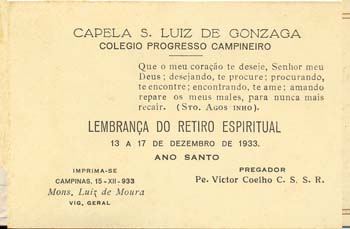 CAPELA S. LUIZ DE GONZAGA
COLEGIO PROGRESSO CAMPINEIRO
Que o meu coração te deseje, Senhor meu
Deus; desejando, te procure; procurando,
te encontre; encontrando, te ame; amando
repare os meus males, para nunca mais
recair. (STO. AGOS INHO).
LEMBRANÇA DO RETIRO ESPIRITUAL
13 A 17 DE DEZEMBRO DE 1933.
ANO SANTO
IMPRIMA-SE
CAMPINAS, 15-XII-933
Mons, Luiz de Moura
VIG, GERAL
PREGADOR
Pe. Victor Coelho C. S. S. R.